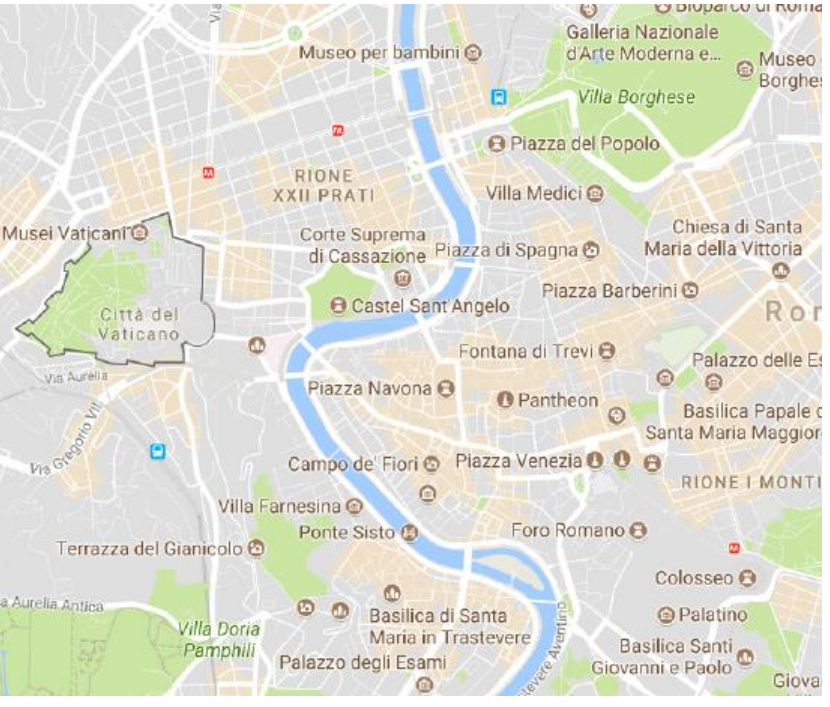 Bioparco di Roma
Galleria Nazionale
d'Arte Moderna e...
Museo per bambini
Museo
Borghes
Villa Borghese
Via
M
Piazza del Popolo
M
RIONE
XXII PRATI
Villa Medici
Musei Vaticani
Corte Suprema
di Cassazione
Piazza di Spagna
Chiesa di Santa
Maria della Vittoria
Piazza Barberini
Castel Sant'Angelo
Città del
Vaticano
Ror
Fontana di Trevi
Palazzo delle Es
Via Aurelia
Piazza Navona
Pantheon
Basilica Papale d
Santa Maria Maggior
Via Gregorio VII
Campo de' Fiori
Piazza Venezia
RIONE I MONTI
Villa Farnesina
Ponte Sisto
Foro Romano
Terrazza del Gianicolo
M
Colosseo
a Aurelia Antica
Basilica di Santa
Maria in Trastevere
Palatino
Villa Doria
Pamphili
Basilica Santi
Giovanni e Paolo
Palazzo degli Esami
stevere Aventino
Giova